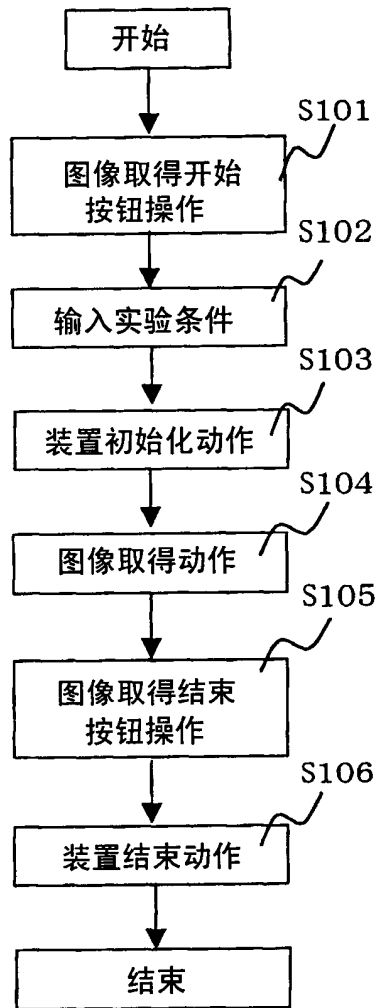 开始
S101
图像取得开始
按钮操作
S102
输入实验条件
S103
装置初始化动作
S104
图像取得动作
S105
图像取得结束
按钮操作
S106
装置结束动作
结束